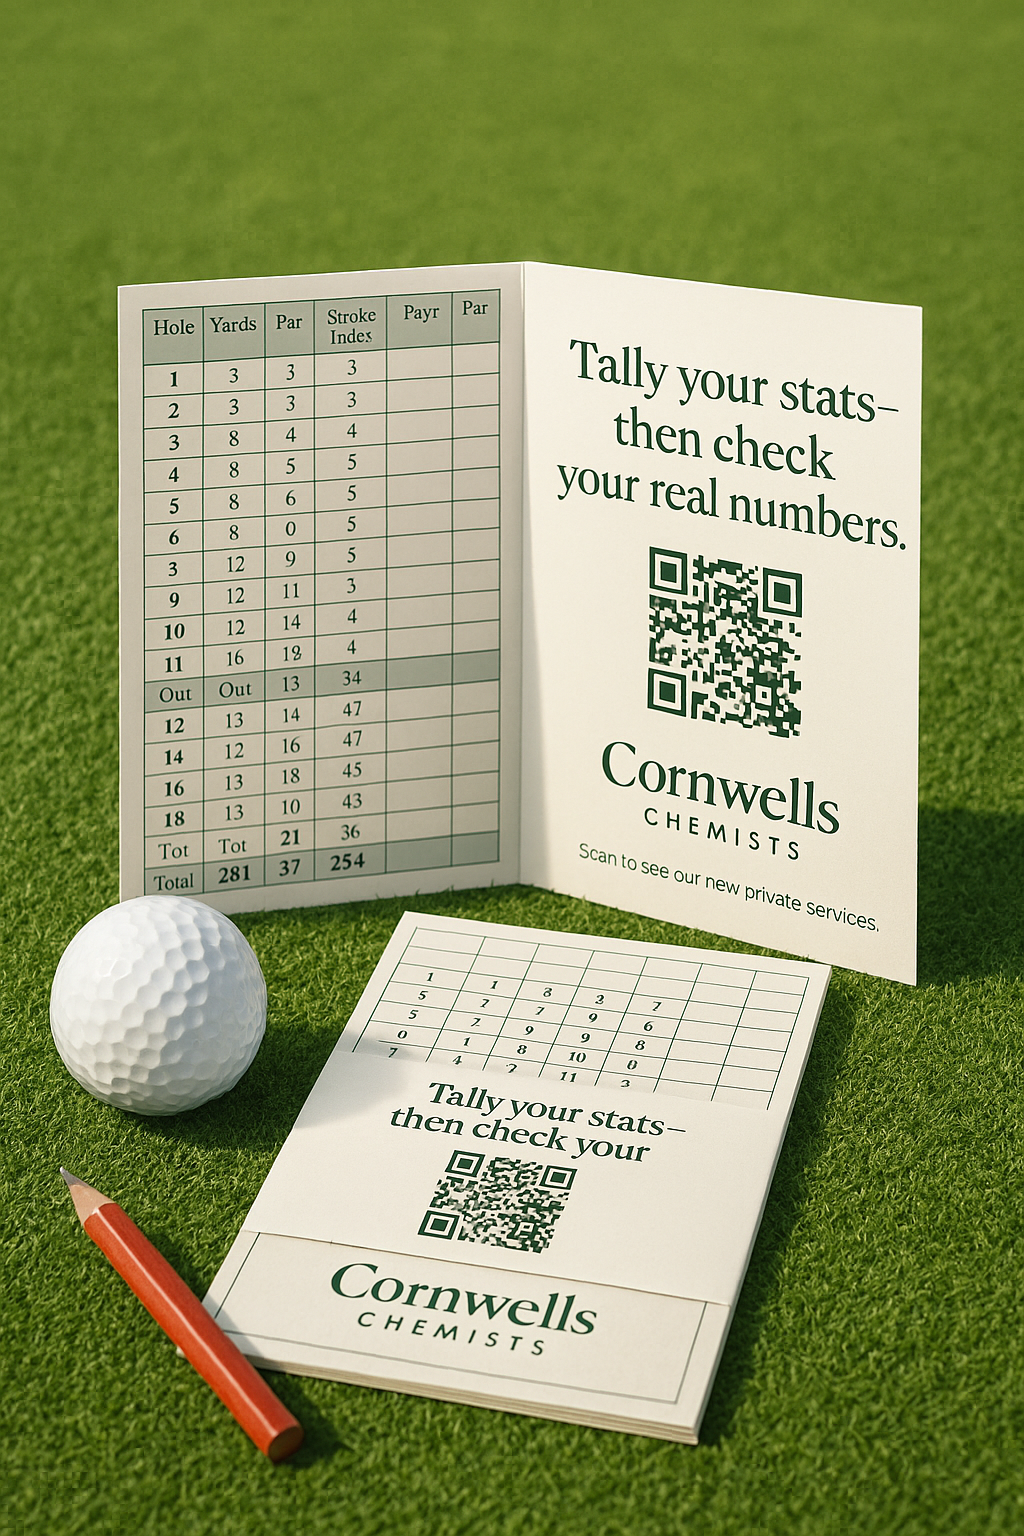 Hole Yards Par Stroke Index Payr Par
1 3 3 3
2 3 3 3
3 8 4 4
4 8 5 5
5 8 6 5
6 8 0 5
3 12 9 5
9 12 11 3
10 12 14 4
11 16 4
Out Out 13 34
12 13 14 47
14 12 16 47
16 13 18 45
18 13 10 43
Tot Tot 21 36
Total 281 37 254
Tally your stats–
then check
your real numbers.
Cornwells
CHEMISTS
Scan to see our new private services.
1 1 3 2 7
5 7 9 6
5 9 9 8
0 1 8 10 0
7 4 11 3
Tally your stats–
then check your
Cornwells
CHEMISTS